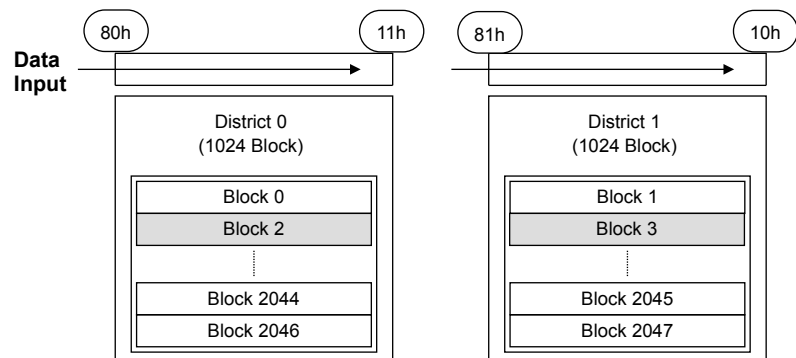 80h
11h
81h
10h
Data
Input
District 0
(1024 Block)
Block 0
Block 2
Block 2044
Block 2046
District 1
(1024 Block)
Block 1
Block 3
Block 2045
Block 2047